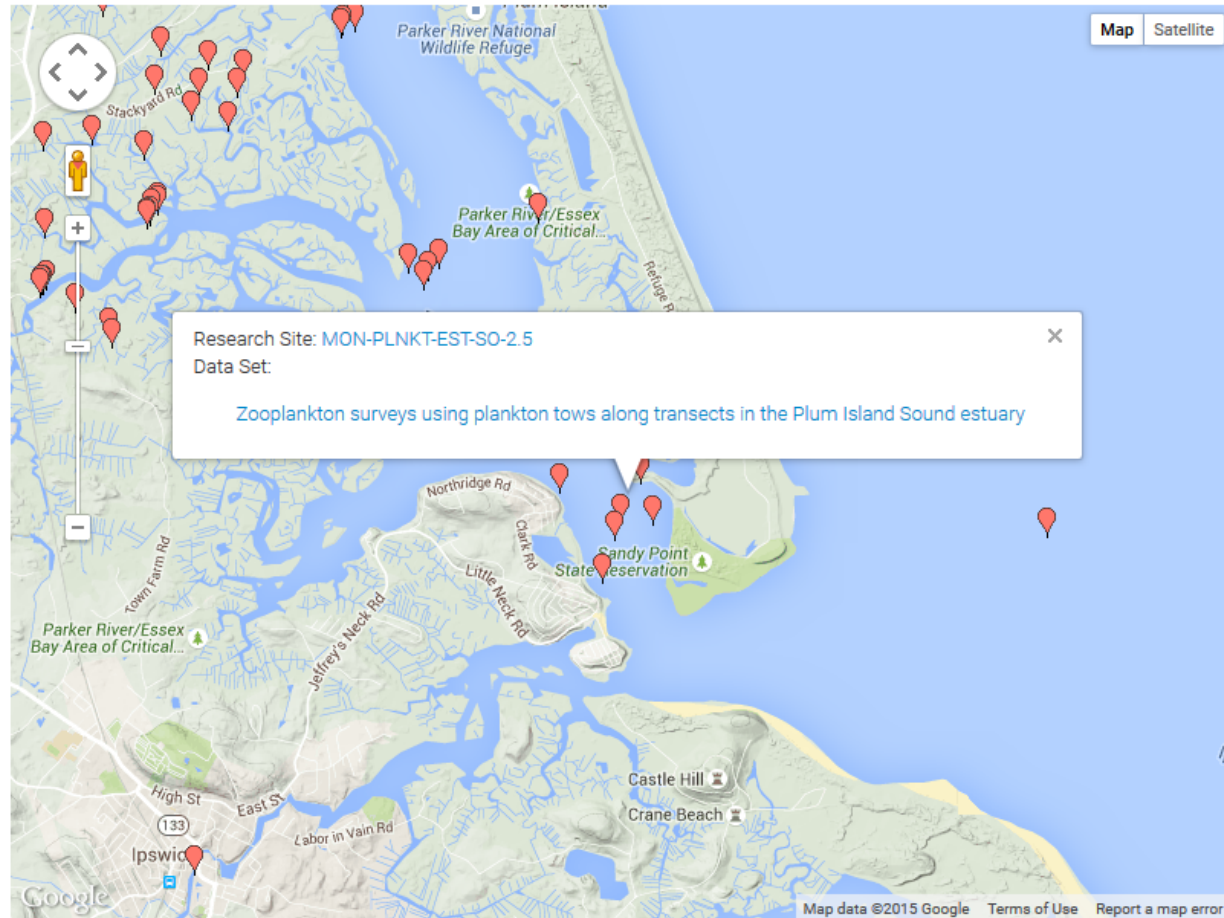 Plum Island
Parker River National
Wildlife Refuge
Map
Satellite
Stackyard Rd
Parker River/Essex
Bay Area of Critical...
Refuge R
Research Site: MON-PLNKT-EST-SO-2.5
×
Data Set:
Zooplankton surveys using plankton tows along transects in the Plum Island Sound estuary
Northridge Rd
Clark Rd
Sandy Point
State Reservation
Little Neck Rd
Town Farm Rd
Jeffrey's Neck Rd
Parker River/Essex
Bay Area of Critical...
Castle Hill
Crane Beach
High St
East St
133
Labor in Vain Rd
Ipswic
Google
Map data ©2015 Google
Terms of Use
Report a map error